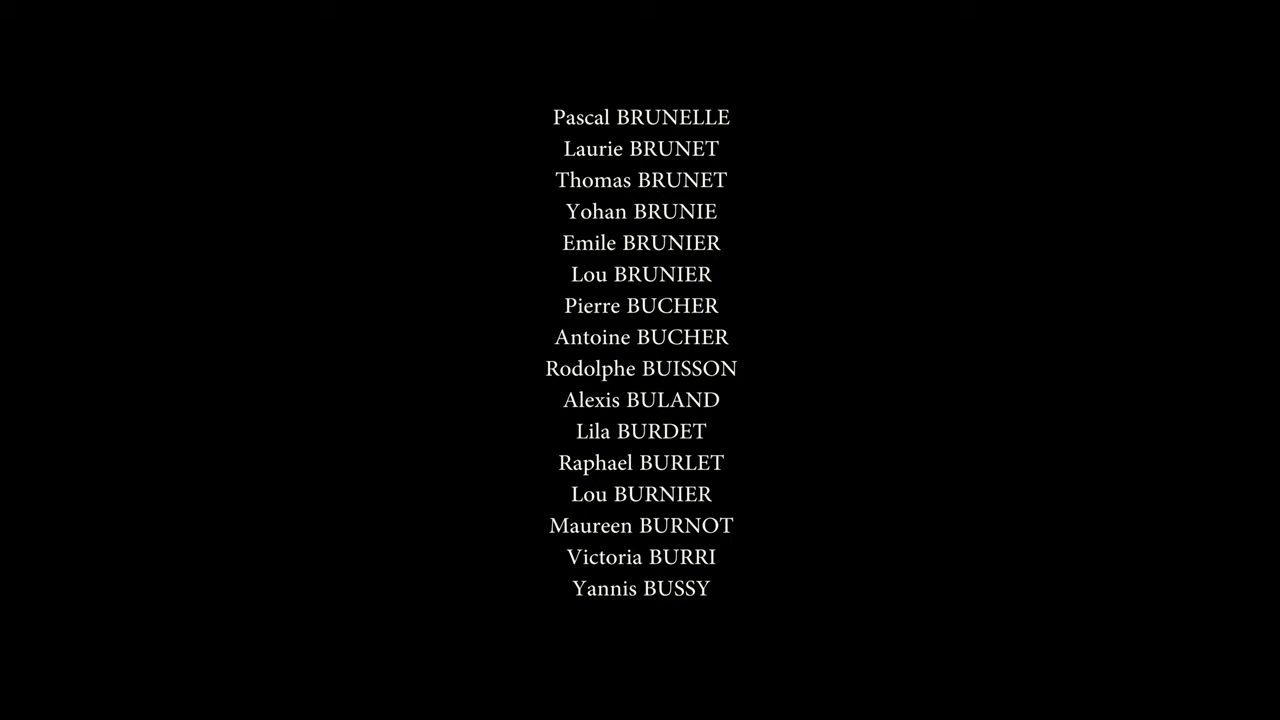 Pascal BRUNELLE
Laurie BRUNET
Thomas BRUNET
Yohan BRUNIE
Emile BRUNIER
Lou BRUNIER
Pierre BUCHER
Antoine BUCHER
Rodolphe BUISSON
Alexis BULAND
Lila BURDET
Raphael BURLET
Lou BURNIER
Maureen BURNOT
Victoria BURRI
Yannis BUSSY